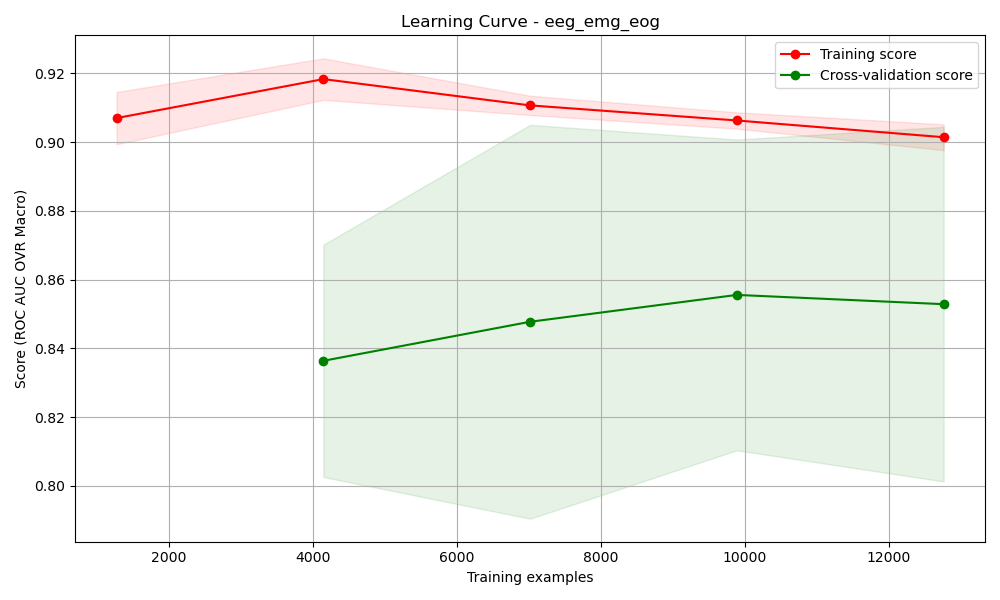 Learning Curve - eeg_emg_eog
Training score
Cross-validation score
Score (ROC AUC OVR Macro)
0.92
0.90
0.88
0.86
0.84
0.82
0.80
2000
4000
6000
8000
10000
12000
Training examples